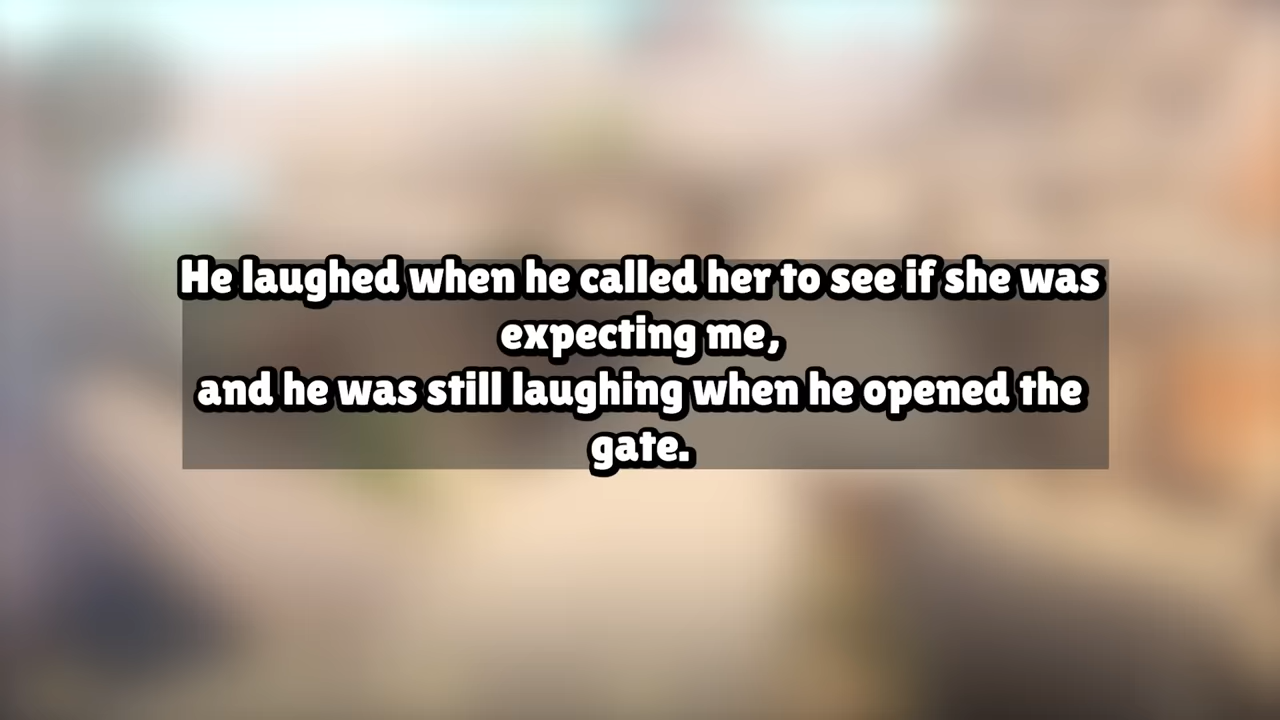 He laughed when he called her to see if she was
expecting me,
and he was still laughing when he opened the
gate.